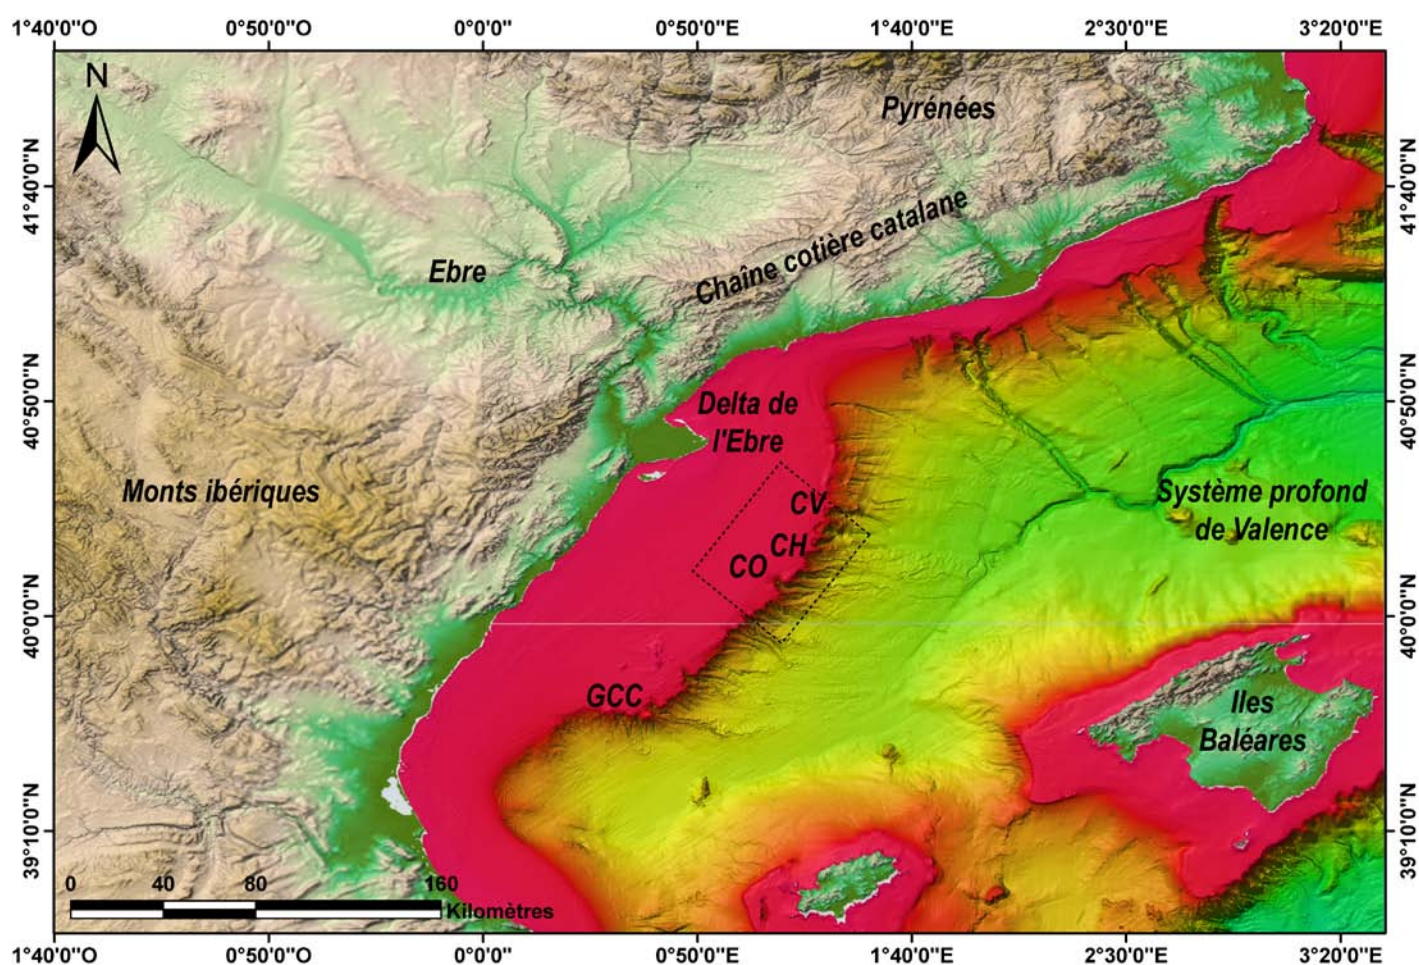 1°40'0"O 0°50'0"O 0°0'0" 0°50'0"E 1°40'0"E 2°30'0"E 3°20'0"E
N
Pyrénées
41°40'0"N 41°40'0"N
Chaîne cotière catalane
Ebre
40°50'0"N 40°50'0"N
Delta de
l'Ebre
Monts ibériques
CV
Système profond
de Valence
CH
CO
40°0'0"N 40°0'0"N
GCC
Iles
Baléares
39°10'0"N 39°10'0"N
0 40 80 160
Kilomètres
1°40'0"O 0°50'0"O 0°0'0" 0°50'0"E 1°40'0"E 2°30'0"E 3°20'0"E